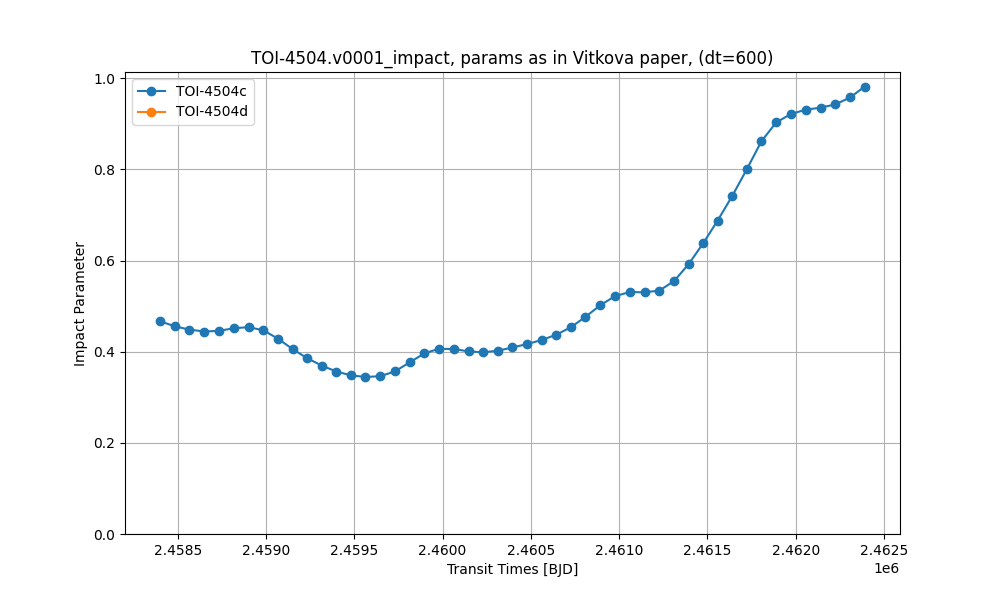 TOI-4504.v0001_impact, params as in Vitkova paper, (dt=600)
TOI-4504c
TOI-4504d
Impact Parameter
1.0
0.8
0.6
0.4
0.2
0.0
2.4585 2.4590 2.4595 2.4600 2.4605 2.4610 2.4615 2.4620 2.4625
1e6
Transit Times [BJD]